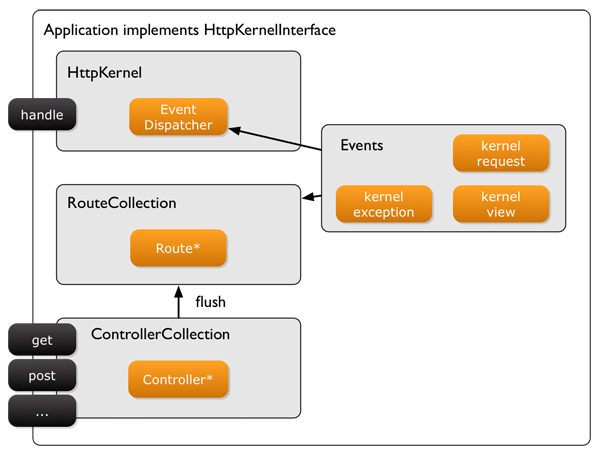 Application implements HttpKernelInterface
HttpKernel
handle
Event
Dispatcher
Events
kernel
request
kernel
exception
kernel
view
RouteCollection
Route*
flush
ControllerCollection
get
post
...
Controller*